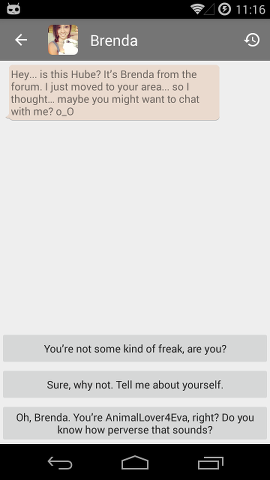 11:16
Brenda
Hey... is this Hube? It's Brenda from the
forum. I just moved to your area... so I
thought... maybe you might want to chat
with me? o_O
You're not some kind of freak, are you?
Sure, why not. Tell me about yourself.
Oh, Brenda. You're AnimalLover4Eva, right? Do you
know how perverse that sounds?